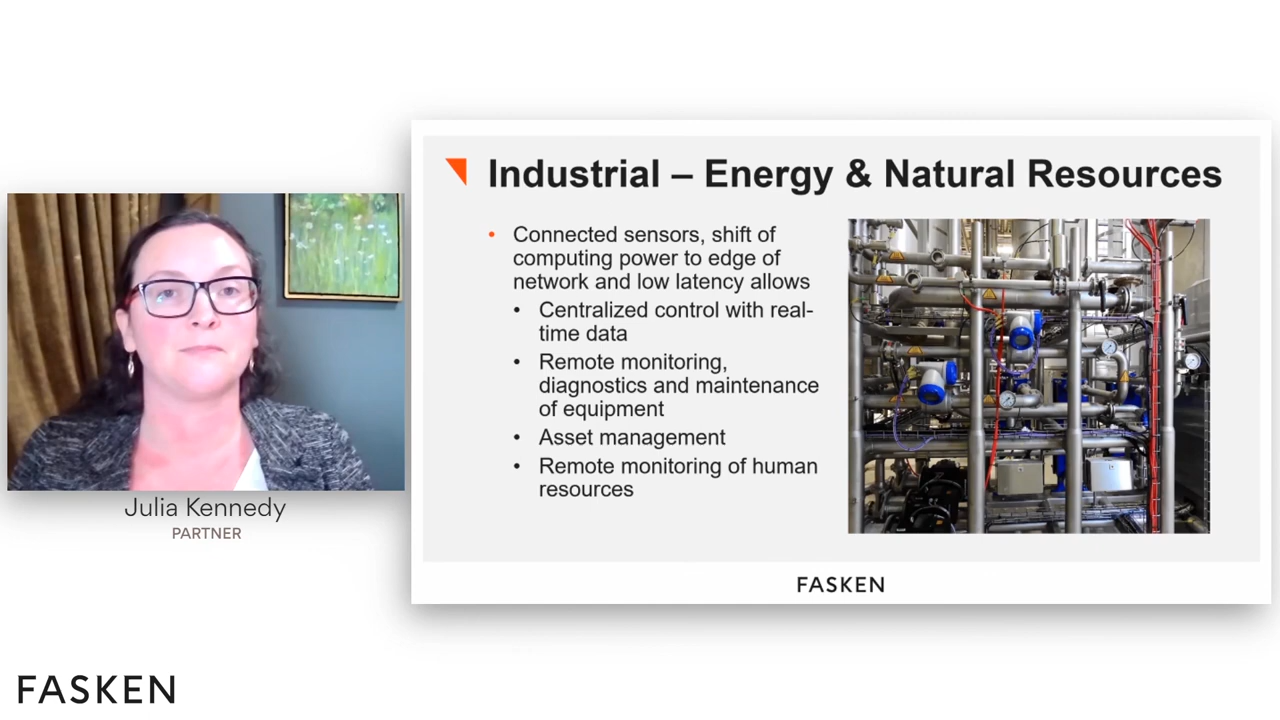 Industrial – Energy & Natural Resources
• Connected sensors, shift of
computing power to edge of
network and low latency allows
• Centralized control with real-
time data
• Remote monitoring,
diagnostics and maintenance
of equipment
• Asset management
• Remote monitoring of human
resources
FASKEN
Julia Kennedy
PARTNER
FASKEN